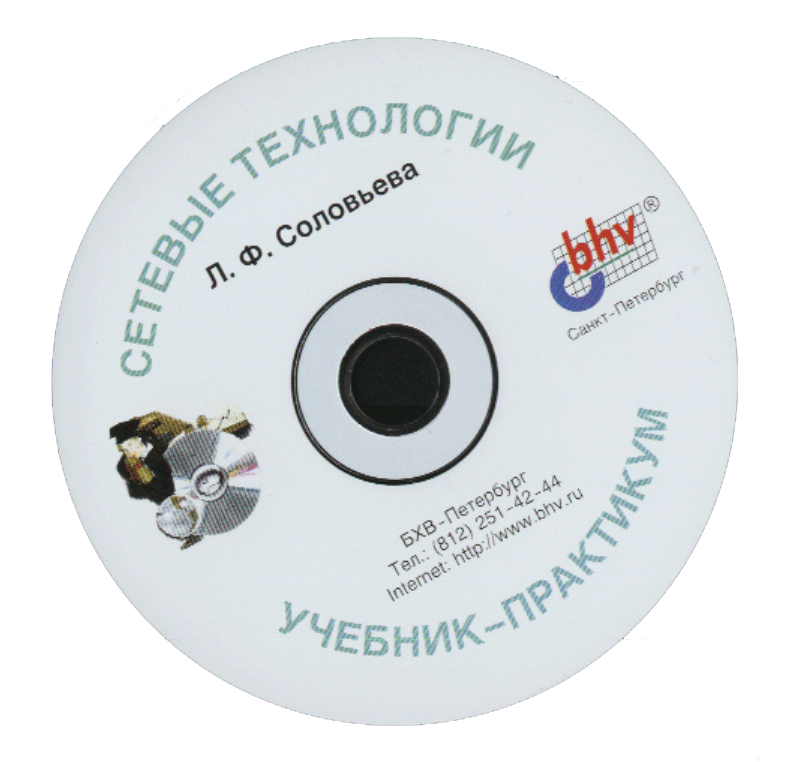 СЕТЕВЫЕ ТЕХНОЛОГИИ
Л. Ф. Соловьева
bhv®
Санкт-Петербург
БХВ-Петербург
Тел.: (812) 251-42-44
Internet: http://www.bhv.ru
УЧЕБНИК-ПРАКТИКУМ